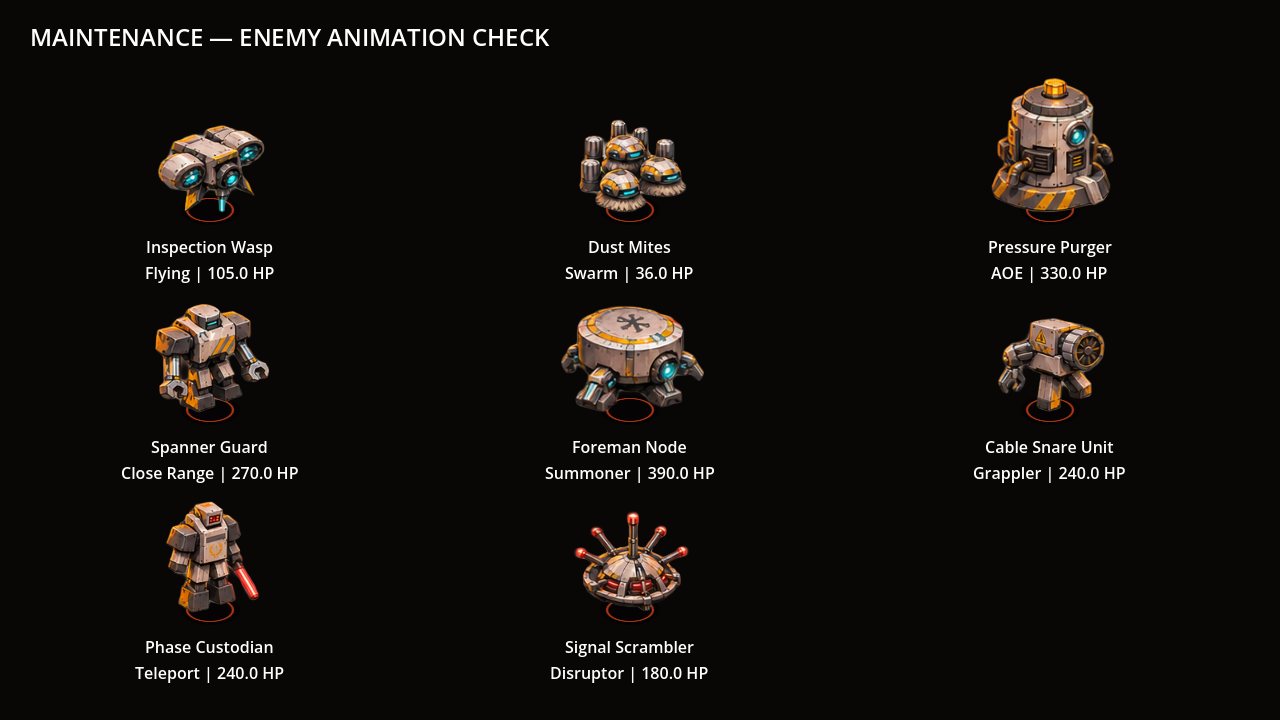 MAINTENANCE — ENEMY ANIMATION CHECK
Inspection Wasp
Flying | 105.0 HP
Dust Mites
Swarm | 36.0 HP
Pressure Purger
AOE | 330.0 HP
Spanner Guard
Close Range | 270.0 HP
Foreman Node
Summoner | 390.0 HP
Cable Snare Unit
Grappler | 240.0 HP
Phase Custodian
Teleport | 240.0 HP
Signal Scrambler
Disruptor | 180.0 HP